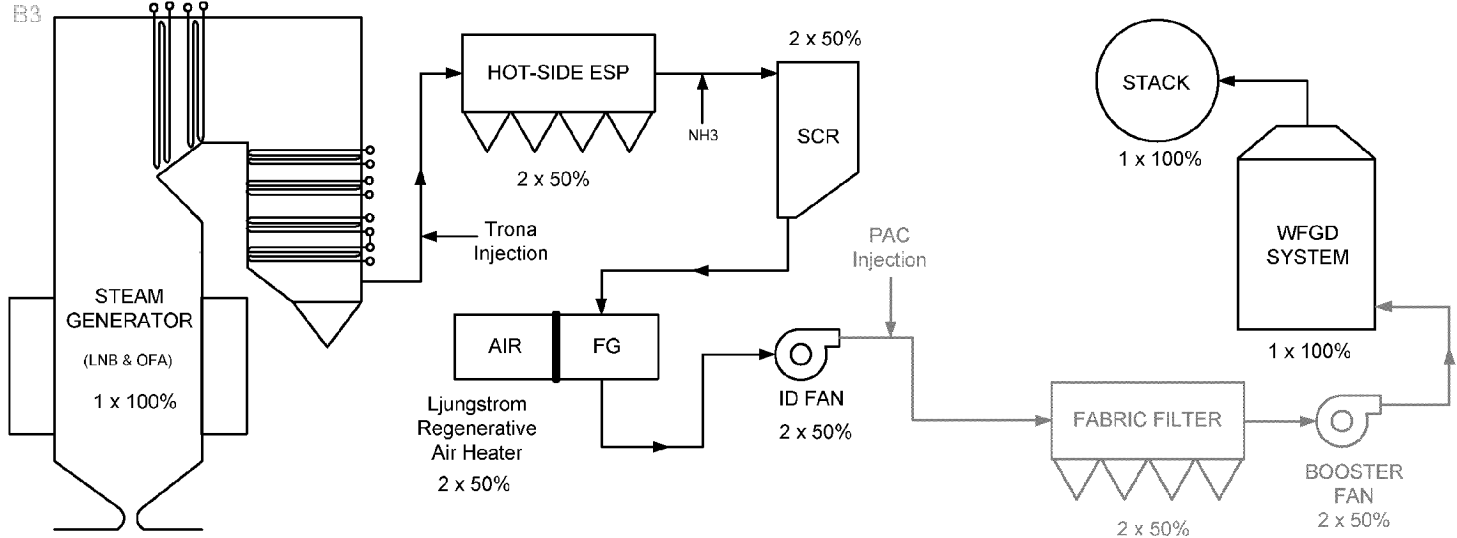 B3
STEAM
GENERATOR
(LNB & OFA)
1 x 100%
HOT-SIDE ESP
2 x 50%
Trona
Injection
NH3
2 x 50%
SCR
AIR
FG
Ljungstrom
Regenerative
Air Heater
2 x 50%
ID FAN
2 x 50%
PAC
Injection
FABRIC FILTER
2 x 50%
BOOSTER
FAN
2 x 50%
WFGD
SYSTEM
1 x 100%
STACK
1 x 100%